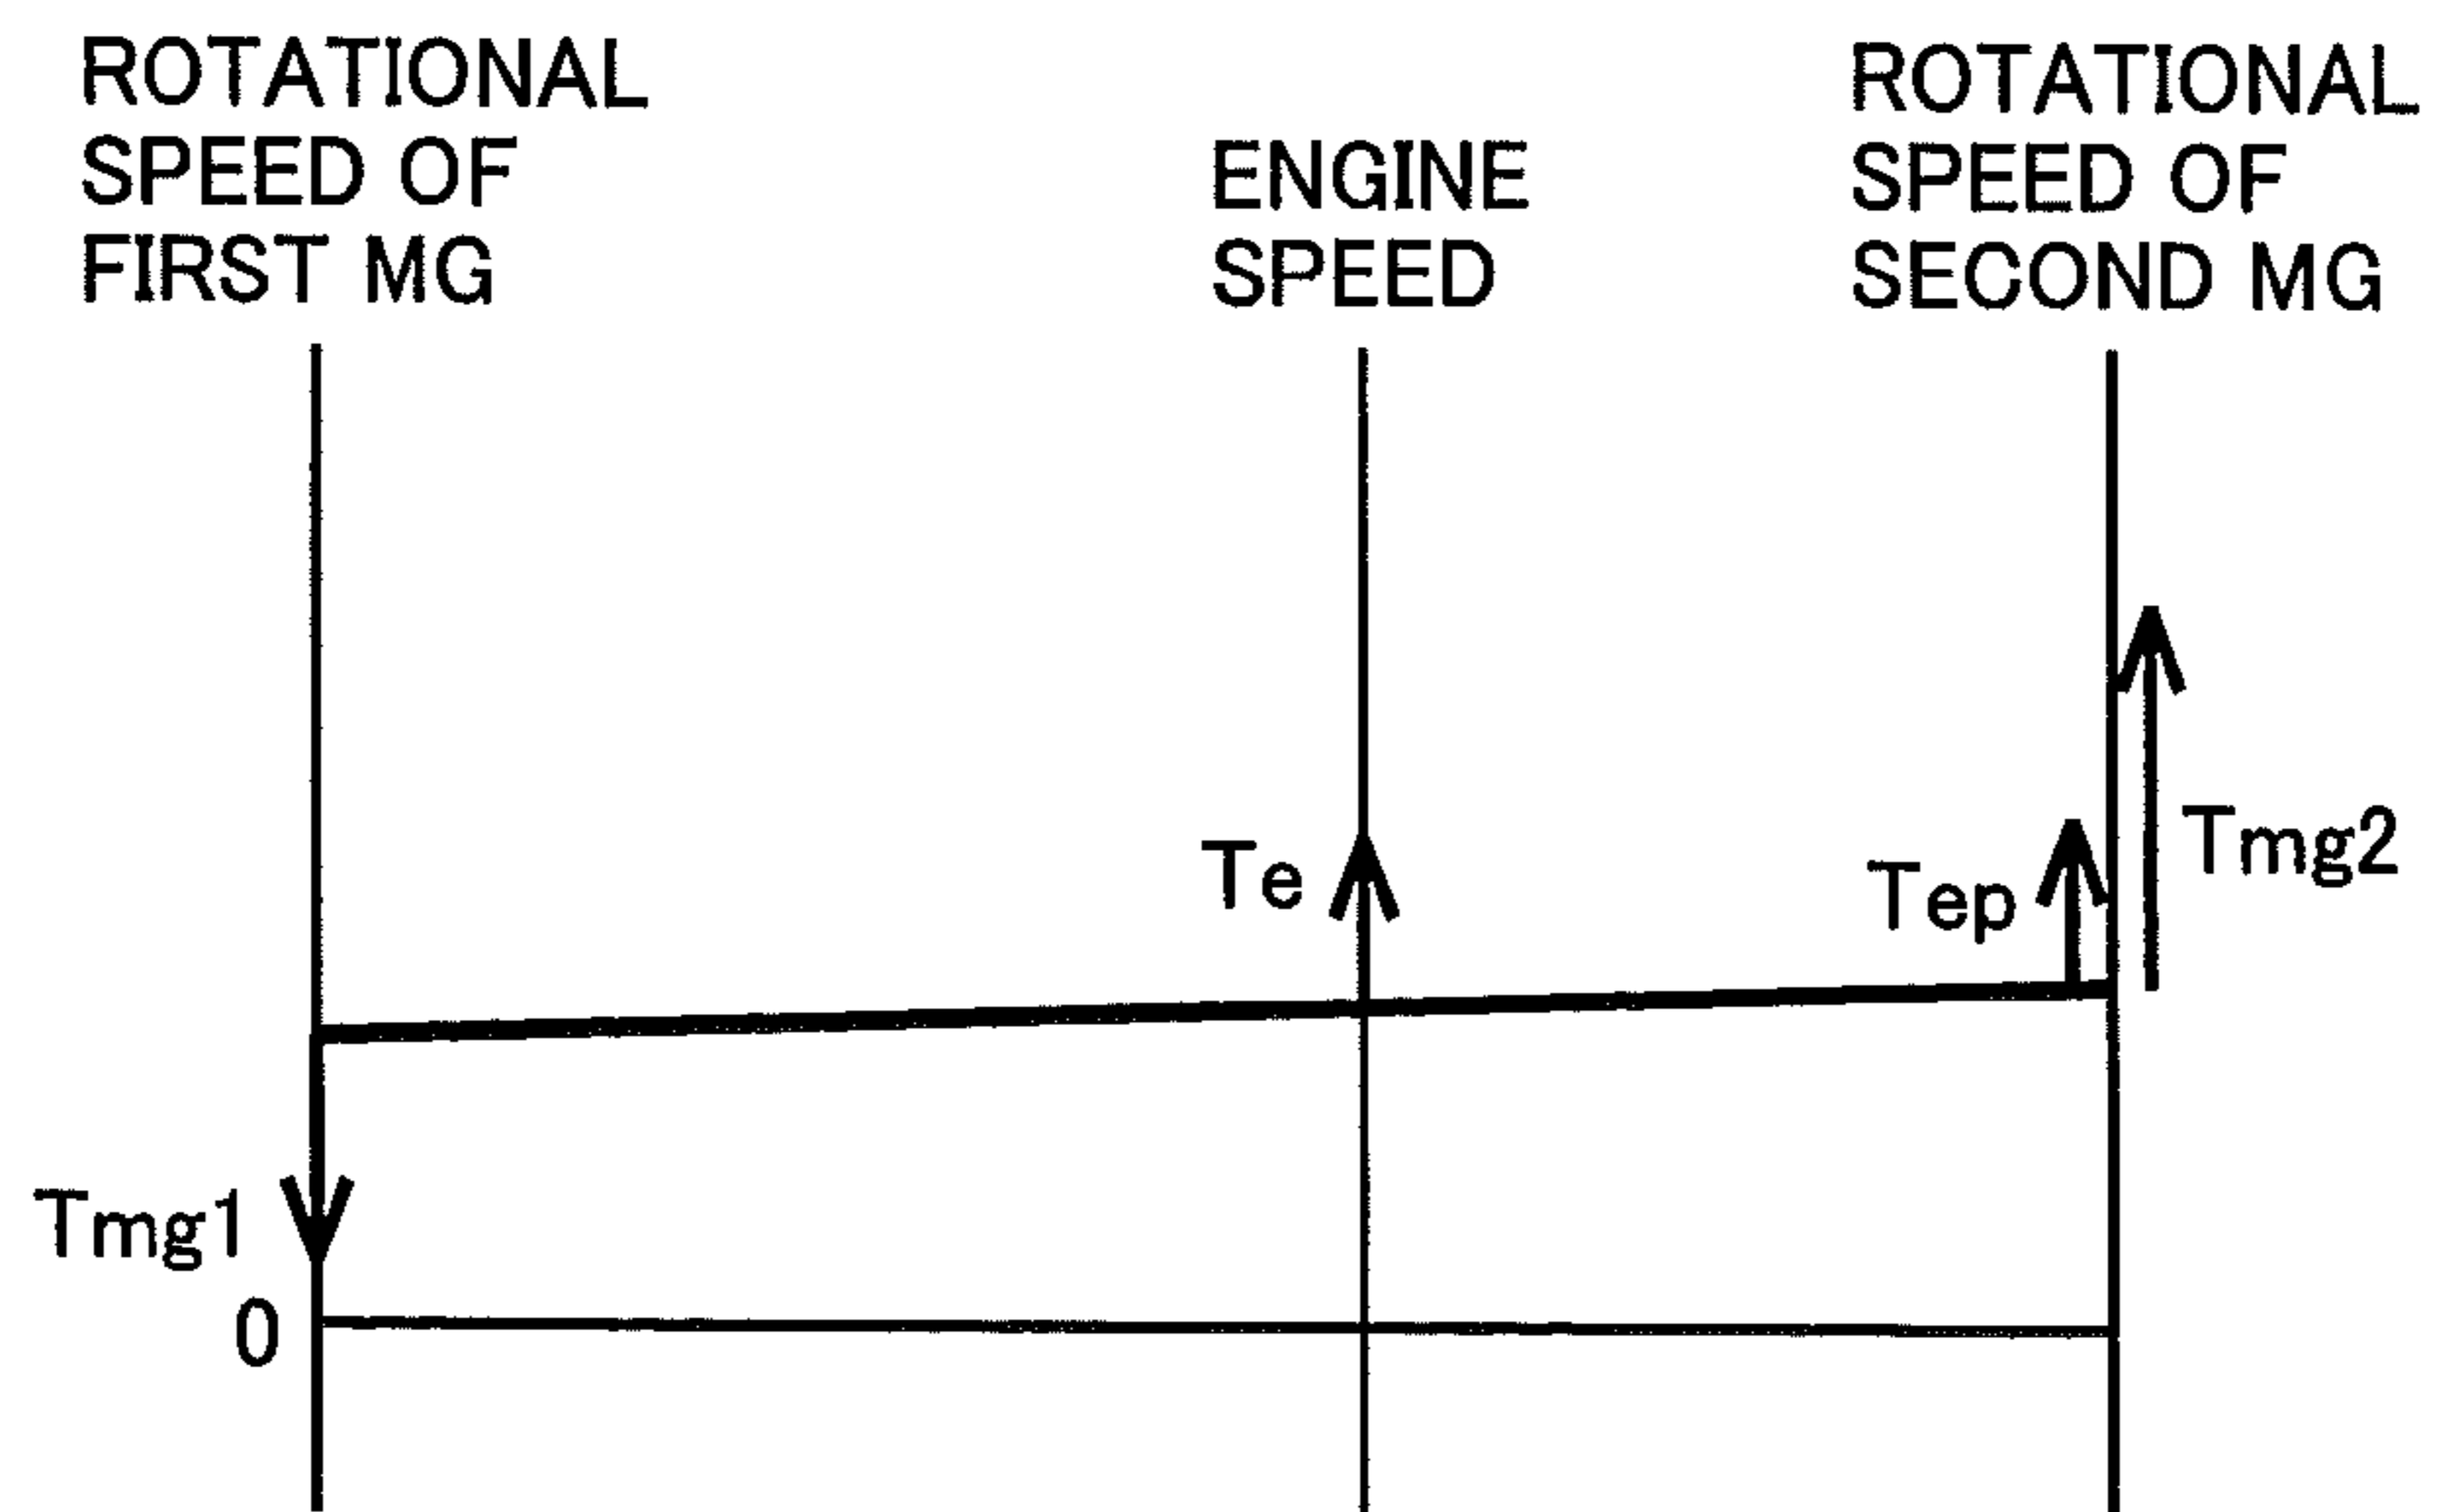 ROTATIONAL
SPEED OF
FIRST MG
ENGINE
SPEED
ROTATIONAL
SPEED OF
SECOND MG
Te
Tep
Tmg2
Tmg1
0